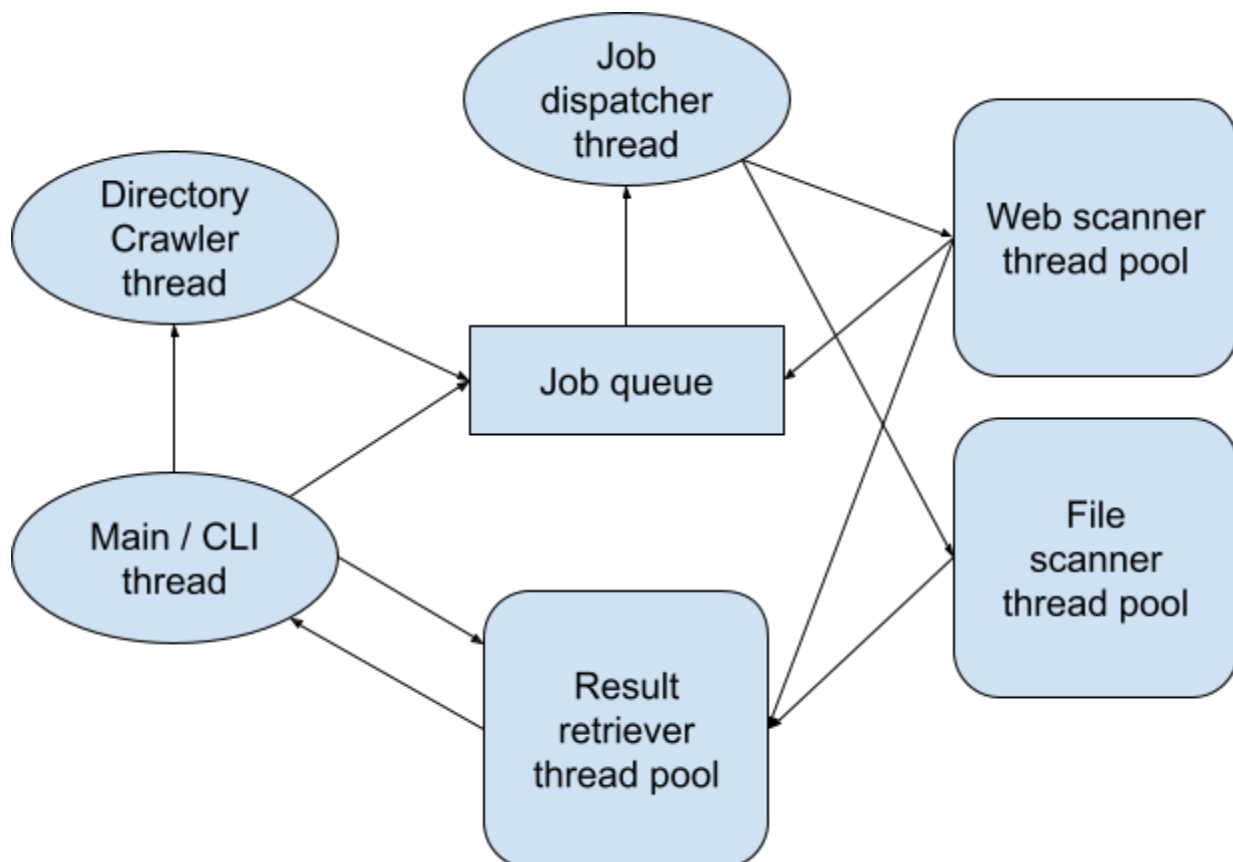 Job
dispatcher
thread
Directory
Crawler
thread
Web scanner
thread pool
Job queue
Main / CLI
thread
File
scanner
thread pool
Result
retriever
thread pool